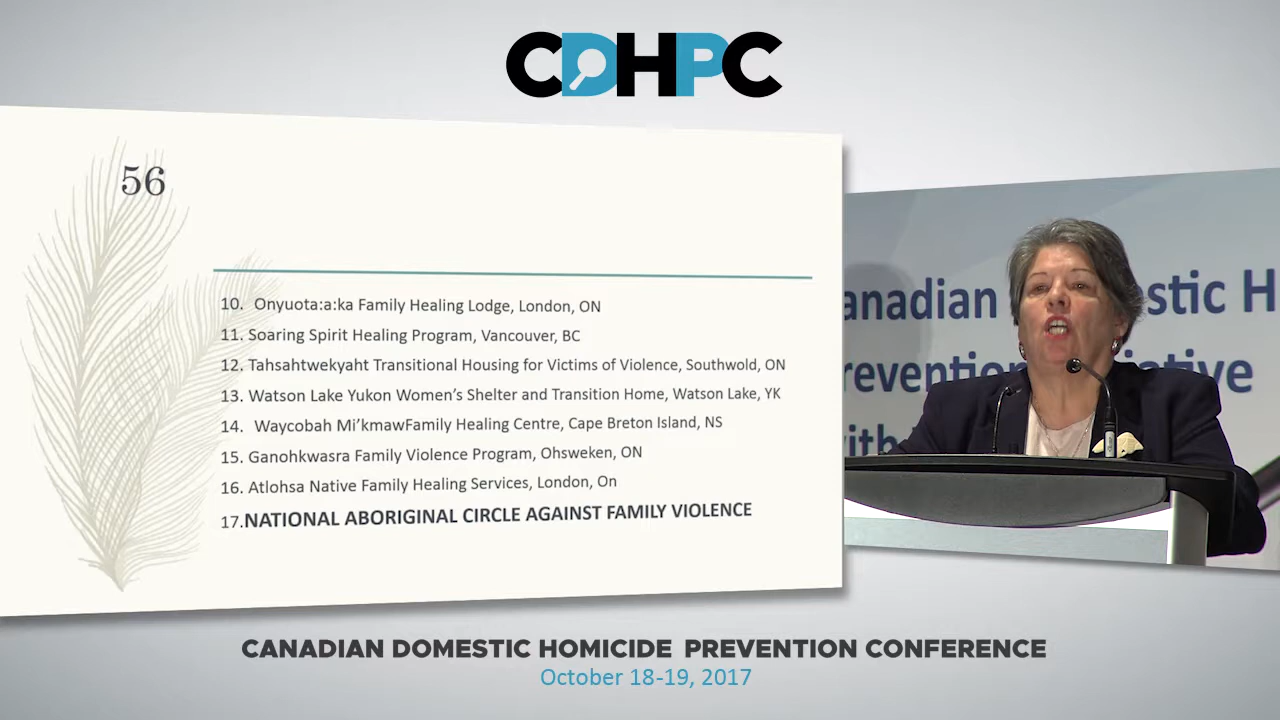 CDHPC
56
10. Onyuota:a:ka Family Healing Lodge, London, ON
11. Soaring Spirit Healing Program, Vancouver, BC
12. Tahsahtwekyaht Transitional Housing for Victims of Violence, Southwold, ON
13. Watson Lake Yukon Women's Shelter and Transition Home, Watson Lake, YK
14. Waycobah Mi'kmawFamily Healing Centre, Cape Breton Island, NS
15. Ganohkwasra Family Violence Program, Ohsweken, ON
16. Atlohsa Native Family Healing Services, London, On
17.NATIONAL ABORIGINAL CIRCLE AGAINST FAMILY VIOLENCE
anadian estic H
reventio iative
ith
CANADIAN DOMESTIC HOMICIDE PREVENTION CONFERENCE
October 18-19, 2017